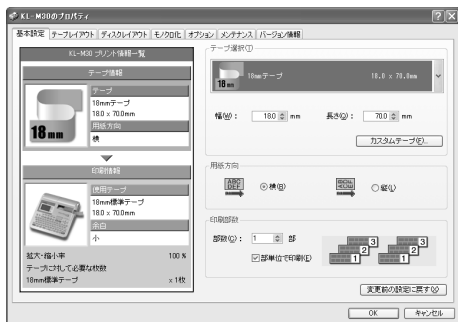 KL-M30のプロパティ
基本設定 テープレイアウト ディスクレイアウト モノクロ化 オプション メンテナンス バージョン情報
KL-M30 プリント情報一覧
テープ情報
テープ
18mmテープ
18.0 x 70.0mm
用紙方向
横
18mm
印刷情報
使用テープ
18mm標準テープ
18.0 x 70.0mm
余白
小
拡大・縮小率 100 %
テープに対して必要な枚数
18mm標準テープ x 1枚
テープ選択(T)
18mm
18mmテープ 18.0 x 70.0mm
幅(W): 18.0 mm 長さ(Q): 70.0 mm
カスタムテープ(F)...
用紙方向
ABC
DEF
横(R)
縦(L)
印刷部数
部数(C): 1 部
部単位で印刷(E)
3 3
2 2
1 1
変更前の設定に戻す(X)
OK キャンセル